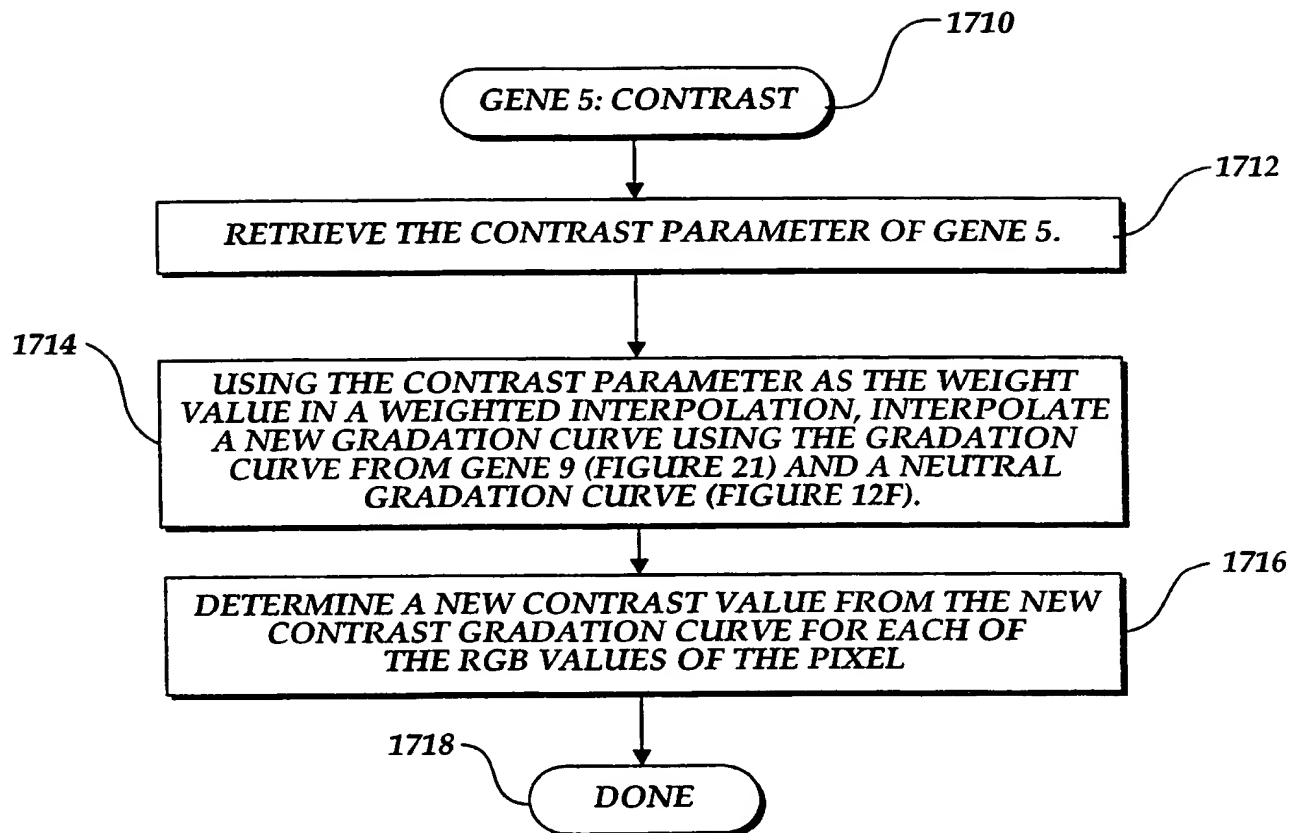 1710
GENE 5: CONTRAST
1712
RETRIEVE THE CONTRAST PARAMETER OF GENE 5.
1714
USING THE CONTRAST PARAMETER AS THE WEIGHT
VALUE IN A WEIGHTED INTERPOLATION, INTERPOLATE
A NEW GRADATION CURVE USING THE GRADATION
CURVE FROM GENE 9 (FIGURE 21) AND A NEUTRAL
GRADATION CURVE (FIGURE 12F).
1716
DETERMINE A NEW CONTRAST VALUE FROM THE NEW
CONTRAST GRADATION CURVE FOR EACH OF
THE RGB VALUES OF THE PIXEL
1718
DONE